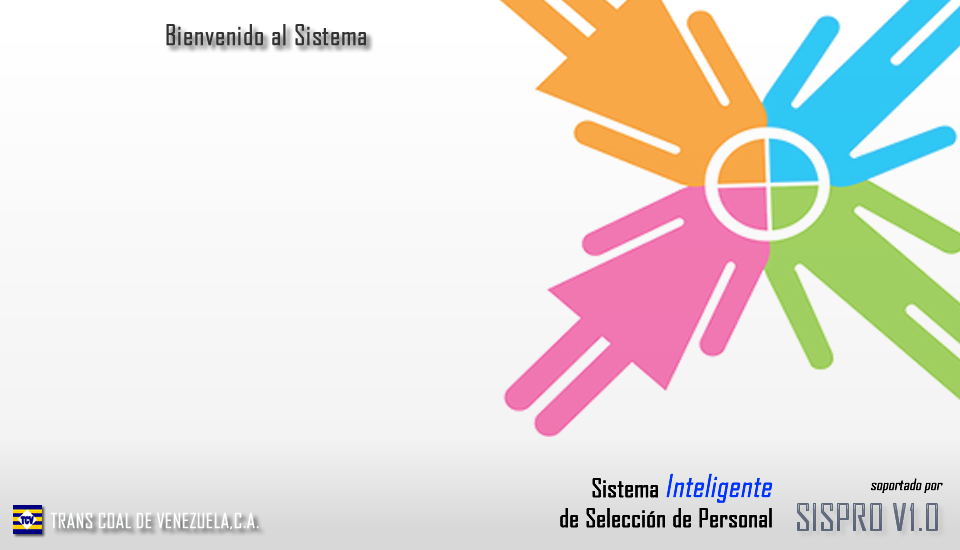 Bienvenido al Sistema
Sistema Inteligente
de Selección de Personal
soportado por
SISPRO V1.0
TCV
TRANS COAL DE VENEZUELA,C.A.